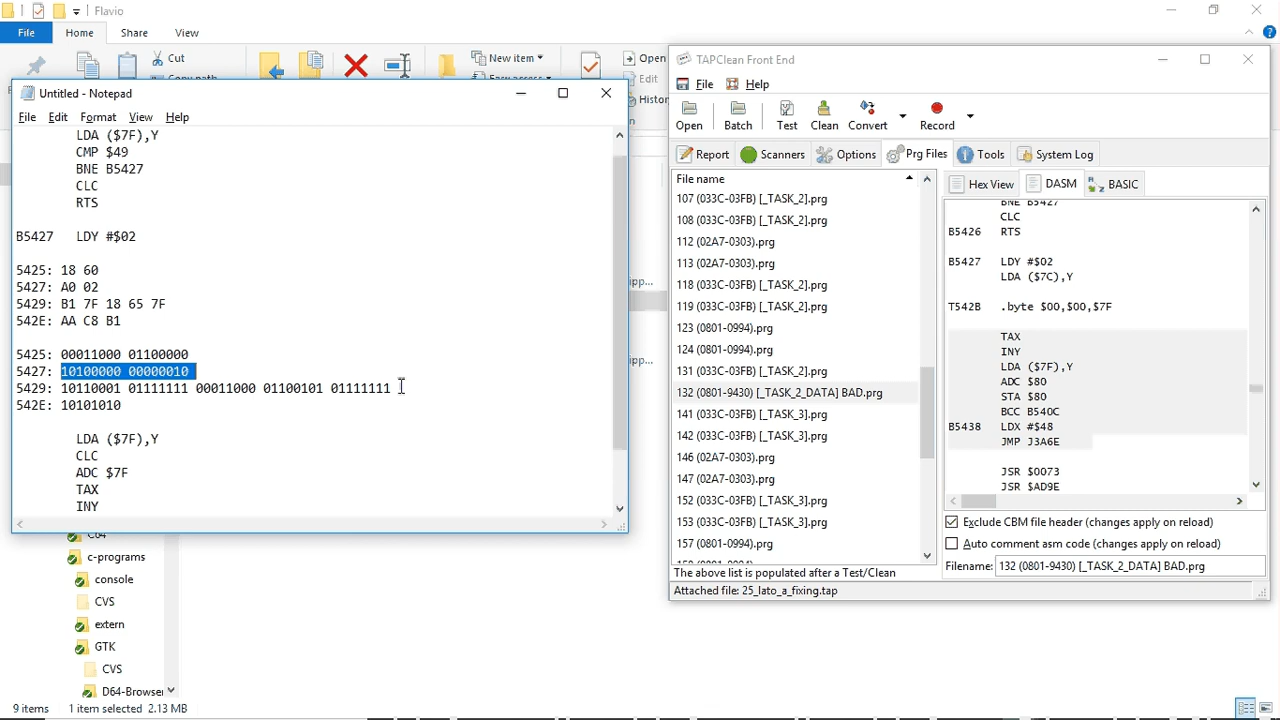 Flavio
File Home Share View
Cut
New item
Open
Edit
Untitled - Notepad
File Edit Format View Help
LDA ($7F),Y
CMP $49
BNE B5427
CLC
RTS
B5427 LDY #$02
5425: 18 60
5427: A0 02
5429: B1 7F 18 65 7F
542E: AA C8 B1
5425: 00011000 01100000
5427: 10100000 00000010
5429: 10110001 01111111 00011000 01100101 01111111
542E: 10101010
LDA ($7F),Y
CLC
ADC $7F
TAX
INY
C64
c-programs
console
CVS
extern
GTK
CVS
D64-Browser
9 items 1 item selected 2.13 MB
TAPClean Front End
File Help
Open Batch Test Clean Convert Record
Report Scanners Options Prg Files Tools System Log
File name
107 (033C-03FB) [_TASK_2].prg
108 (033C-03FB) [_TASK_2].prg
112 (02A7-0303).prg
113 (02A7-0303).prg
118 (033C-03FB) [_TASK_2].prg
119 (033C-03FB) [_TASK_2].prg
123 (0801-0994).prg
124 (0801-0994).prg
131 (033C-03FB) [_TASK_2].prg
132 (0801-9430) [_TASK_2_DATA] BAD.prg
141 (033C-03FB) [_TASK_2].prg
142 (033C-03FB) [_TASK_2].prg
146 (02A7-0303).prg
147 (02A7-0303).prg
152 (033C-03FB) [_TASK_3].prg
153 (033C-03FB) [_TASK_3].prg
157 (0801-0994).prg
The above list is populated after a Test/Clean
Hex View DASM BASIC
BNE B5427
CLC
B5426 RTS
B5427 LDY #$02
LDA ($7C),Y
T542B .byte $00,$00,$7F
TAX
INY
LDA ($7F),Y
ADC $80
STA $80
BCC B540C
B5438 LDX #$48
JMP J3A6E
JSR $0073
JSR $AD9E
Exclude CBM file header (changes apply on reload)
Auto comment asm code (changes apply on reload)
Filename: 132 (0801-9430) [_TASK_2_DATA] BAD.prg
Attached file: 25_lato_a_fixing.tap